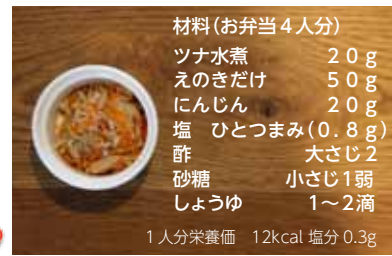 材料(お弁当４人分)
ツナ水煮　２０ｇ
えのきだけ　５０ｇ
にんじん　２０ｇ
塩　ひとつまみ(０.８ｇ)
酢　大さじ２
砂糖　小さじ1弱
しょうゆ　1〜２滴
１人分栄養価　12kcal 塩分 0.3g